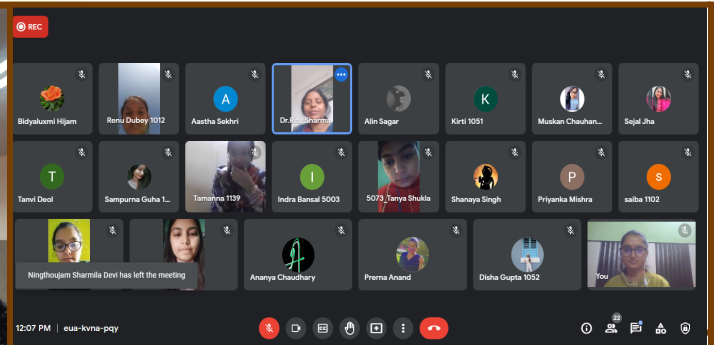 REC
Bidyaluxmi Hijam
Renu Dubey 1012
A
Aastha Sekhri
Alin Sagar
K
Kirti 1051
Muskan Chauhan...
Sejal Jha
T
Tanvi Deol
Sampurna Guha 1...
Tamanna 1139
I
Indra Bansal 5003
5073_Tanya Shukla
Shanaya Singh
P
Priyanka Mishra
S
saiba 1102
Ningthoujam Sharmila Devi has left the meeting
Ananya Chaudhary
Prerna Anand
Disha Gupta 1052
You
12:07 PM | eua-kvna-pqy
22